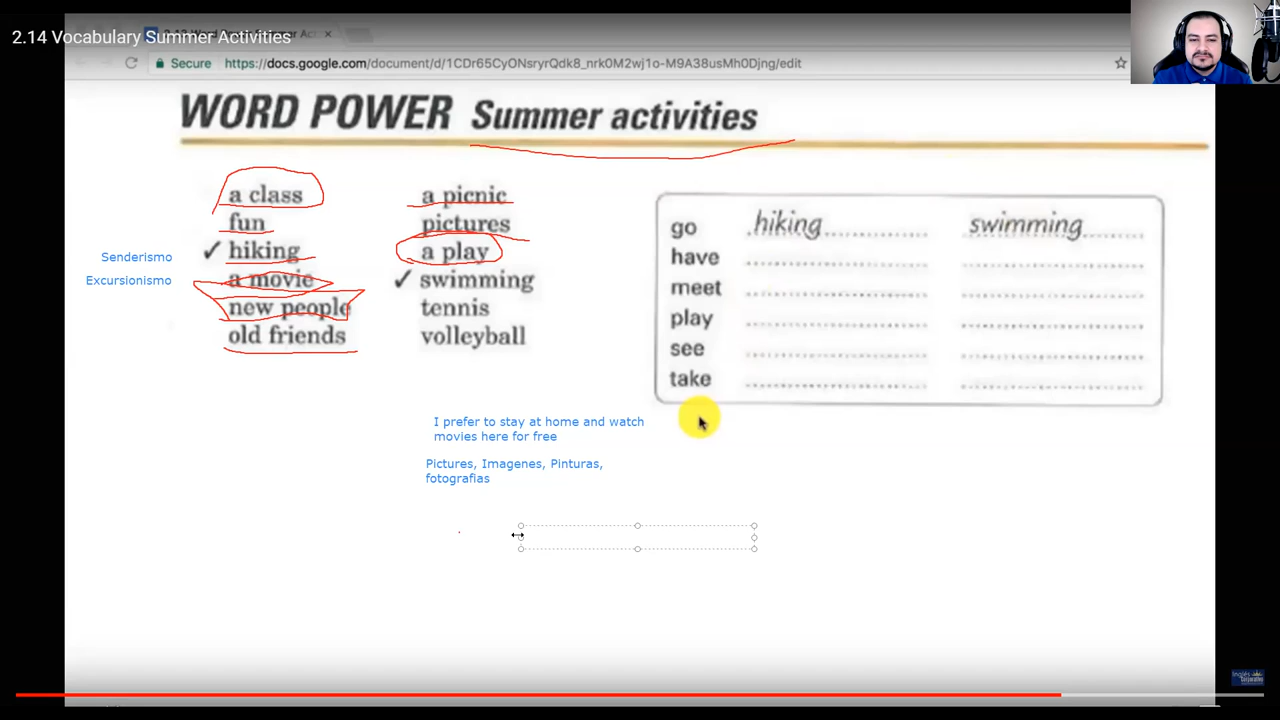 2.14 Vocabulary Summer Activities
Secure https://docs.google.com/document/d/1CDr65CyONsryrQdk8_nrk0M2wj1o-M9A38usMh0Djng/edit
WORD POWER Summer activities
a class
fun
✓ hiking
a movie
new people
old friends
Senderismo
Excursionismo
a picnic
pictures
a play
✓ swimming
tennis
volleyball
go hiking swimming
have
meet
play
see
take
I prefer to stay at home and watch
movies here for free
Pictures, Imagenes, Pinturas,
fotografias